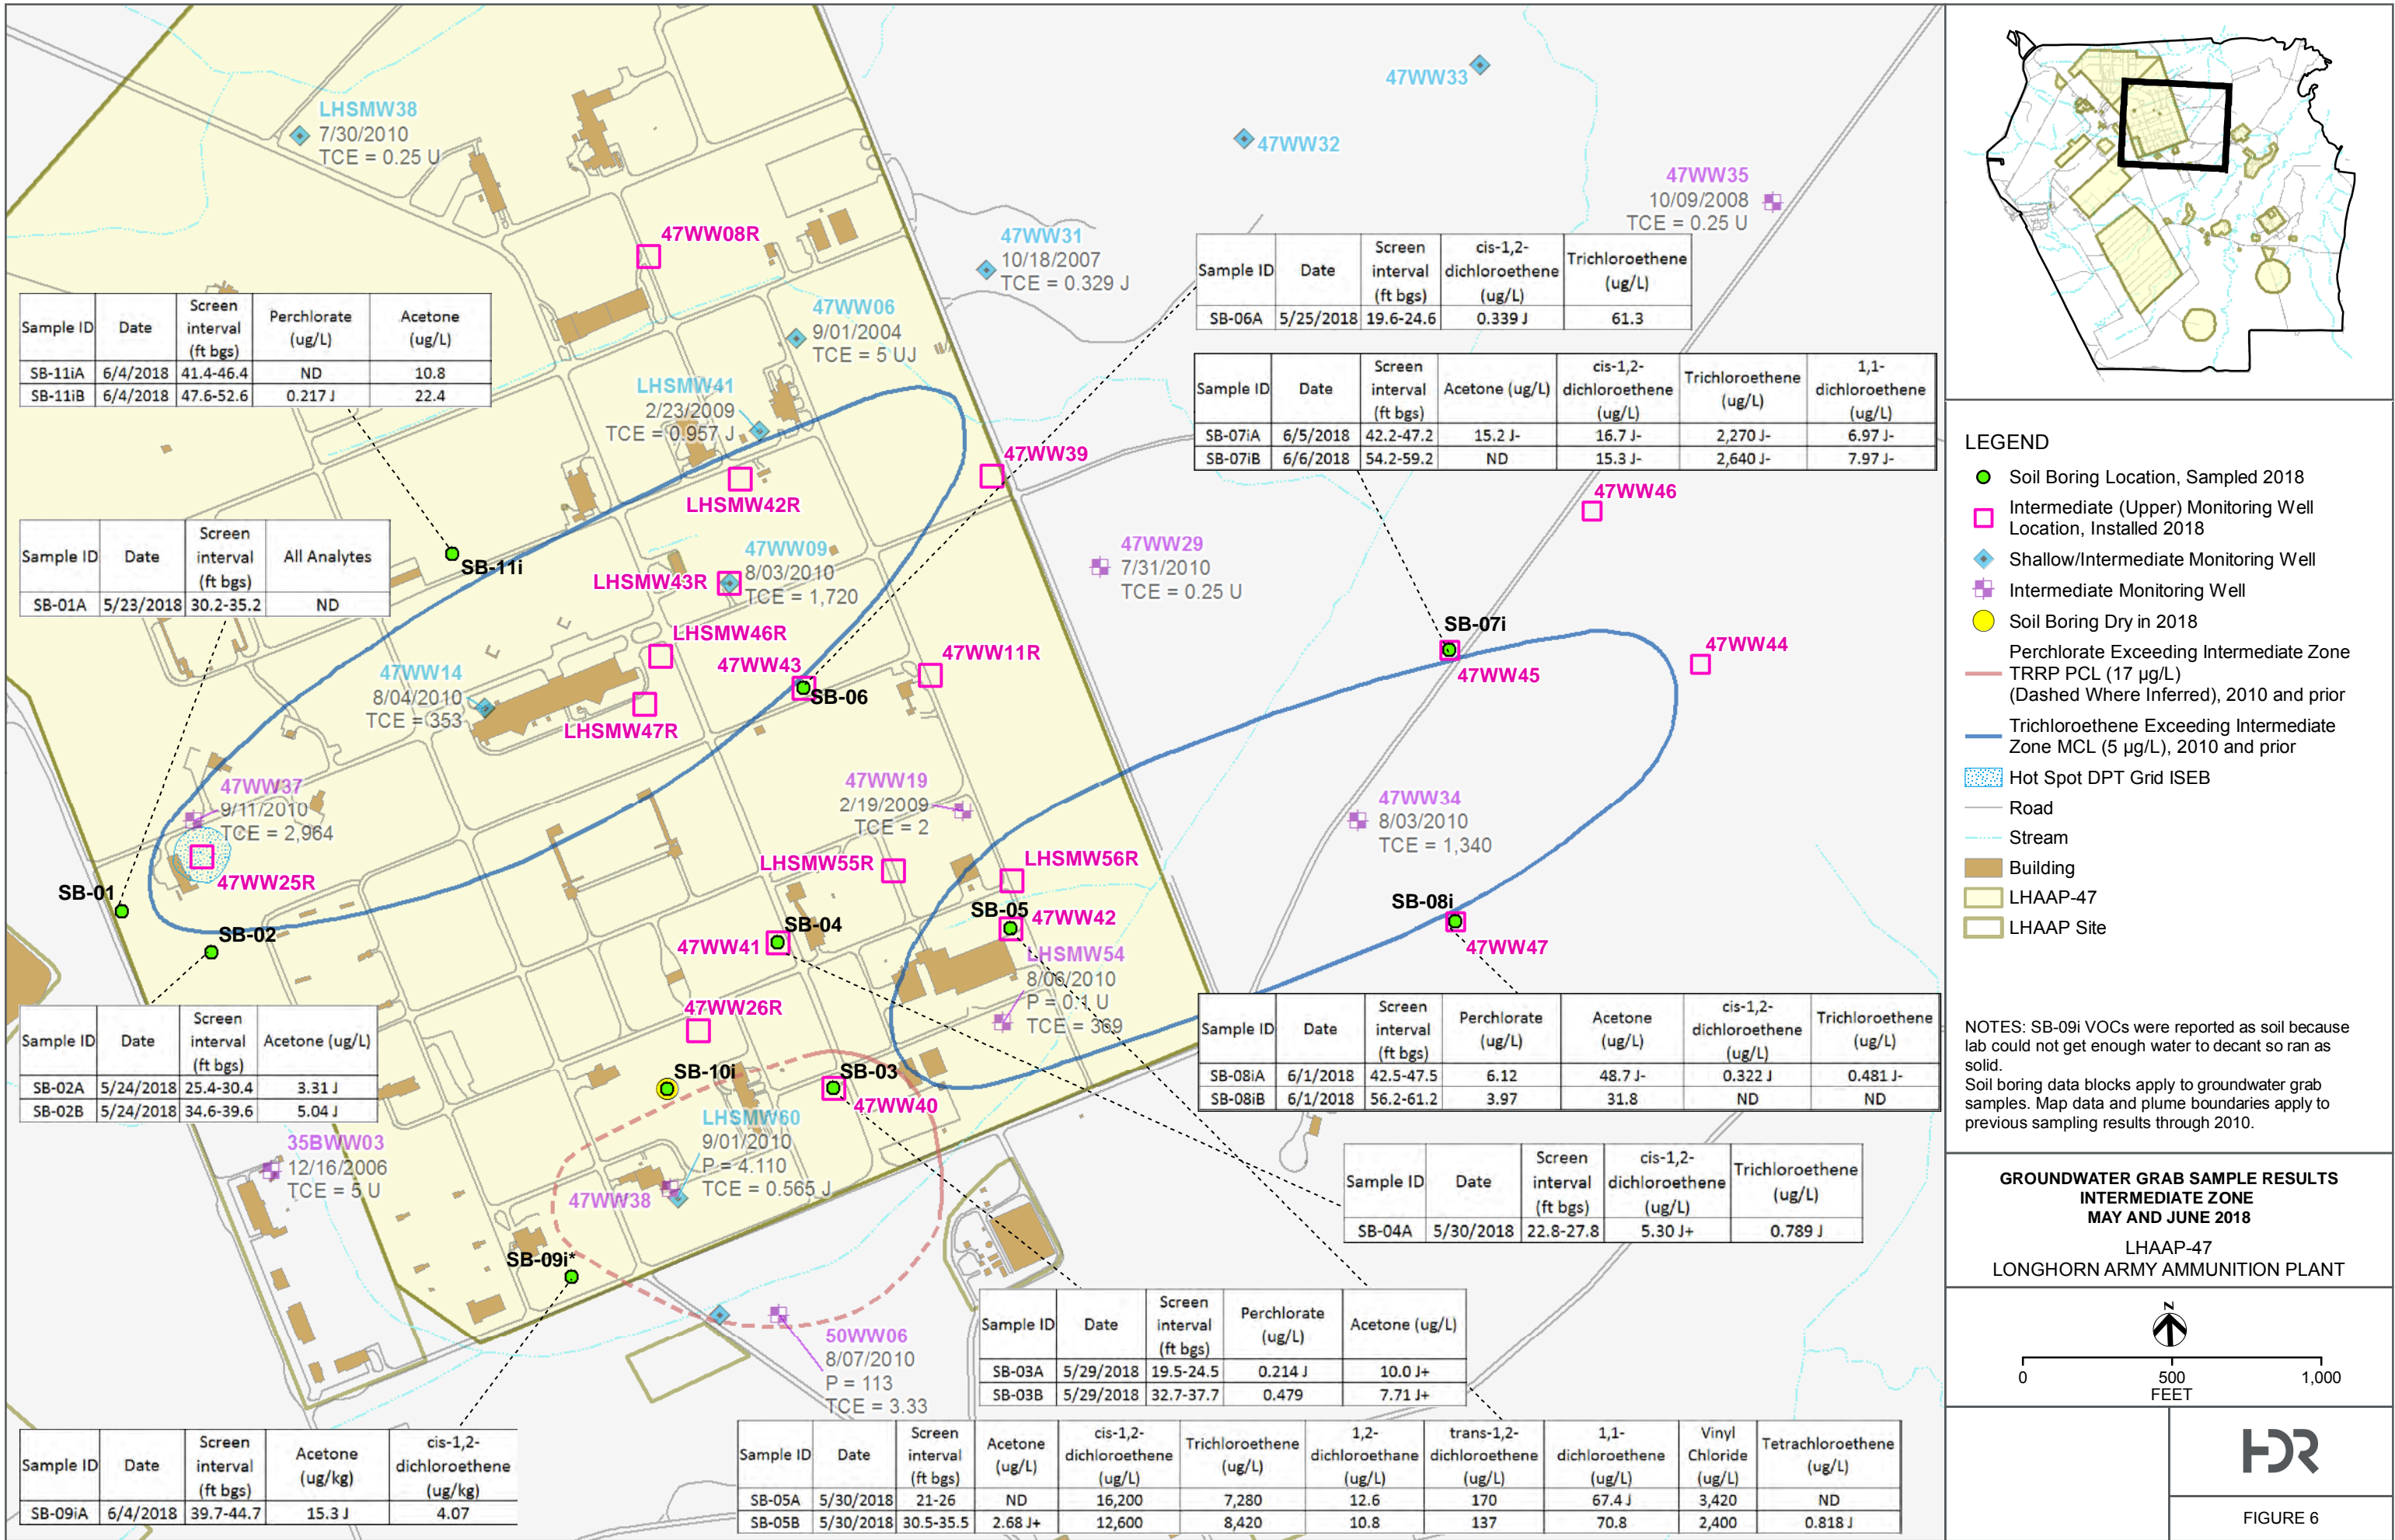 LHSMW38
7/30/2010
TCE = 0.25 U
47WW33
47WW32
47WW35
10/09/2008
TCE = 0.25 U
47WW08R
47WW31
10/18/2007
TCE = 0.329 J
47WW06
9/01/2004
TCE = 5 UJ
LHSMW41
2/23/2009
TCE = 0.957 J
Sample ID Date Screen interval (ft bgs) cis-1,2-dichloroethene (ug/L) Trichloroethene (ug/L)
SB-06A 5/25/2018 19.6-24.6 0.339 J 61.3
Sample ID Date Screen interval (ft bgs) Perchlorate (ug/L) Acetone (ug/L)
SB-11iA 6/4/2018 41.4-46.4 ND 10.8
SB-11iB 6/4/2018 47.6-52.6 0.217 J 22.4
Sample ID Date Screen interval (ft bgs) Acetone (ug/L) cis-1,2-dichloroethene (ug/L) Trichloroethene (ug/L) 1,1-dichloroethene (ug/L)
SB-07iA 6/5/2018 42.2-47.2 15.2 J- 16.7 J- 2,270 J- 6.97 J-
SB-07iB 6/6/2018 54.2-59.2 ND 15.3 J- 2,640 J- 7.97 J-
47WW39
LHSMW42R
47WW46
SB-11i
Sample ID Date Screen interval (ft bgs) All Analytes
SB-01A 5/23/2018 30.2-35.2 ND
47WW09
8/03/2010
TCE = 1,720
LHSMW43R
47WW29
7/31/2010
TCE = 0.25 U
LHSMW46R
47WW43
SB-06
47WW11R
SB-07i
47WW45
47WW44
47WW14
8/04/2010
TCE = 353
LHSMW47R
47WW37
9/11/2010
TCE = 2,964
47WW25R
47WW19
2/19/2009
TCE = 2
47WW34
8/03/2010
TCE = 1,340
LHSMW55R
LHSMW56R
SB-01
SB-02
SB-04
47WW41
SB-05
47WW42
SB-08i
47WW47
LHSMW54
8/06/2010
P = 0.1 U
TCE = 369
47WW26R
Sample ID Date Screen interval (ft bgs) Acetone (ug/L)
SB-02A 5/24/2018 25.4-30.4 3.31 J
SB-02B 5/24/2018 34.6-39.6 5.04 J
Sample ID Date Screen interval (ft bgs) Perchlorate (ug/L) Acetone (ug/L) cis-1,2-dichloroethene (ug/L) Trichloroethene (ug/L)
SB-08iA 6/1/2018 42.5-47.5 6.12 48.7 J- 0.322 J 0.481 J-
SB-08iB 6/1/2018 56.2-61.2 3.97 31.8 ND ND
SB-10i
SB-03
47WW40
LHSMW60
9/01/2010
P = 4.110
TCE = 0.565 J
47WW38
35BWW03
12/16/2006
TCE = 5 U
Sample ID Date Screen interval (ft bgs) cis-1,2-dichloroethene (ug/L) Trichloroethene (ug/L)
SB-04A 5/30/2018 22.8-27.8 5.30 J+ 0.789 J
SB-09i*
50WW06
8/07/2010
P = 113
TCE = 3.33
Sample ID Date Screen interval (ft bgs) Perchlorate (ug/L) Acetone (ug/L)
SB-03A 5/29/2018 19.5-24.5 0.214 J 10.0 J+
SB-03B 5/29/2018 32.7-37.7 0.479 7.71 J+
Sample ID Date Screen interval (ft bgs) Acetone (ug/kg) cis-1,2-dichloroethene (ug/kg)
SB-09iA 6/4/2018 39.7-44.7 15.3 J 4.07
Sample ID Date Screen interval (ft bgs) Acetone (ug/L) cis-1,2-dichloroethene (ug/L) Trichloroethene (ug/L) 1,2-dichloroethane (ug/L) trans-1,2-dichloroethene (ug/L) 1,1-dichloroethene (ug/L) Vinyl Chloride (ug/L) Tetrachloroethene (ug/L)
SB-05A 5/30/2018 21-26 ND 16,200 7,280 12.6 170 67.4 J 3,420 ND
SB-05B 5/30/2018 30.5-35.5 2.68 J+ 12,600 8,420 10.8 137 70.8 2,400 0.818 J
LEGEND
Soil Boring Location, Sampled 2018
Intermediate (Upper) Monitoring Well
Location, Installed 2018
Shallow/Intermediate Monitoring Well
Intermediate Monitoring Well
Soil Boring Dry in 2018
Perchlorate Exceeding Intermediate Zone
TRRP PCL (17 µg/L)
(Dashed Where Inferred), 2010 and prior
Trichloroethene Exceeding Intermediate
Zone MCL (5 µg/L), 2010 and prior
Hot Spot DPT Grid ISEB
Road
Stream
Building
LHAAP-47
LHAAP Site
NOTES: SB-09i VOCs were reported as soil because
lab could not get enough water to decant so ran as
solid.
Soil boring data blocks apply to groundwater grab
samples. Map data and plume boundaries apply to
previous sampling results through 2010.
GROUNDWATER GRAB SAMPLE RESULTS
INTERMEDIATE ZONE
MAY AND JUNE 2018
LHAAP-47
LONGHORN ARMY AMMUNITION PLANT
N
0 500 1,000
FEET
HDR
FIGURE 6